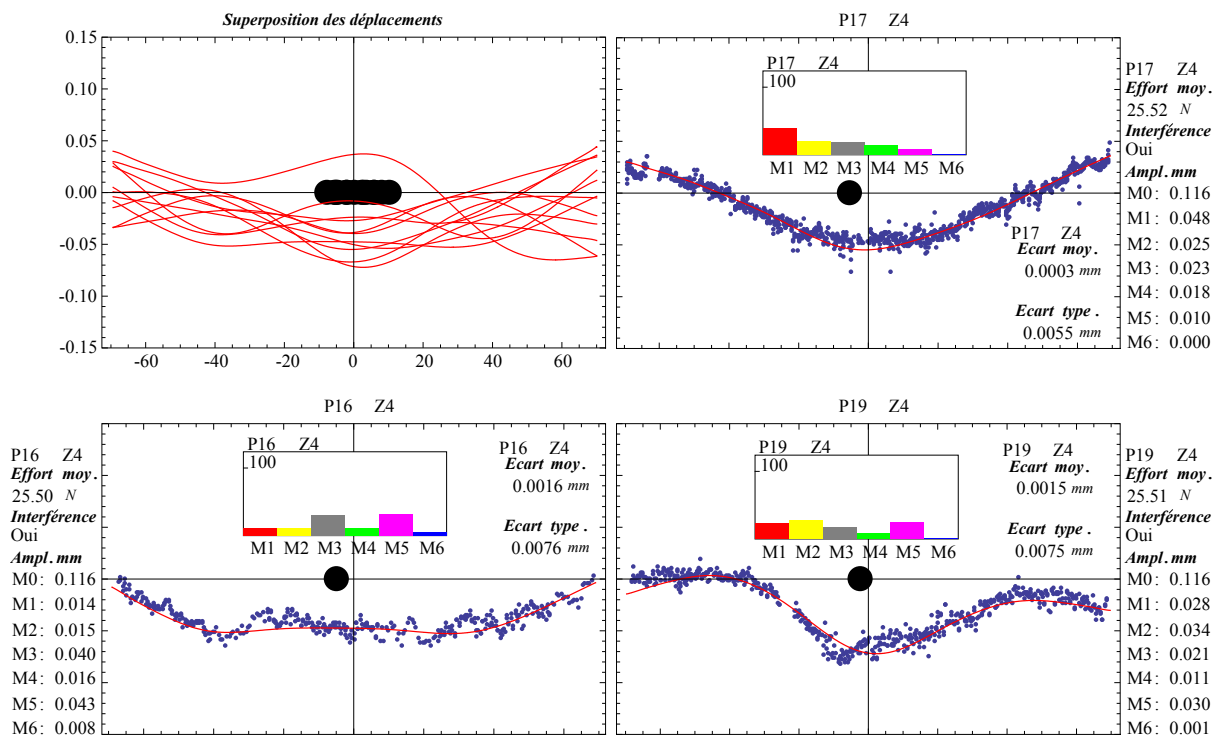 Superposition des déplacements
0.15
0.10
0.05
0.00
-0.05
-0.10
-0.15
-60 -40 -20 0 20 40 60
P17 Z4
P17 Z4
100
M1 M2 M3 M4 M5 M6
P17 Z4
Ecart moy.
0.0003 mm
Ecart type.
0.0055 mm
P17 Z4
Effort moy.
25.52 N
Interférence
Oui
Ampl.mm
M0: 0.116
M1: 0.048
M2: 0.025
M3: 0.023
M4: 0.018
M5: 0.010
M6: 0.000
P16 Z4
P16 Z4
Effort moy.
25.50 N
Interférence
Oui
Ampl.mm
M0: 0.116
M1: 0.014
M2: 0.015
M3: 0.040
M4: 0.016
M5: 0.043
M6: 0.008
P16 Z4
100
M1 M2 M3 M4 M5 M6
P16 Z4
Ecart moy.
0.0016 mm
Ecart type.
0.0076 mm
P19 Z4
P19 Z4
100
M1 M2 M3 M4 M5 M6
P19 Z4
Ecart moy.
0.0015 mm
Ecart type.
0.0075 mm
P19 Z4
Effort moy.
25.51 N
Interférence
Oui
Ampl.mm
M0: 0.116
M1: 0.028
M2: 0.034
M3: 0.021
M4: 0.011
M5: 0.030
M6: 0.001